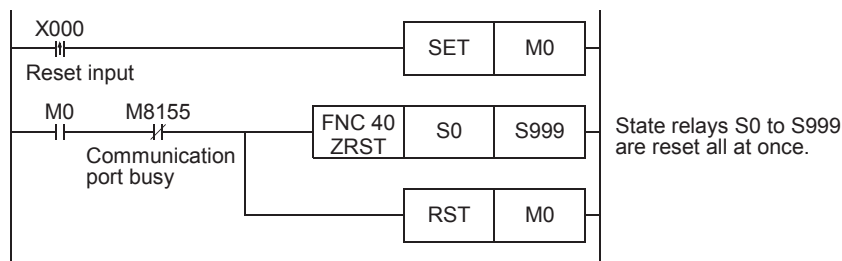 X000
SET M0
Reset input
M0 M8155
FNC 40
ZRST
S0 S999
State relays S0 to S999
are reset all at once.
Communication
port busy
RST M0